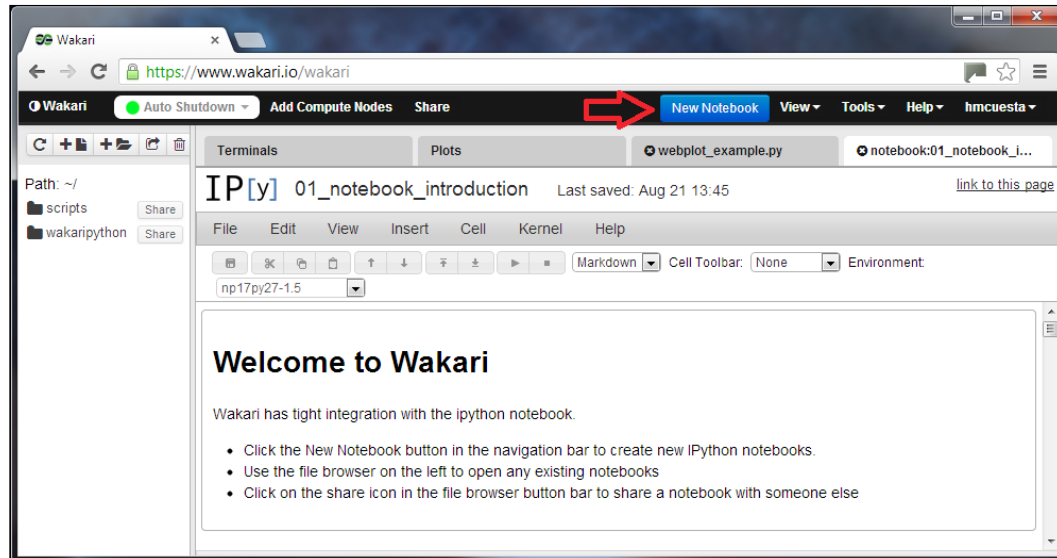 Wakari
https://www.wakari.io/wakari
Wakari Auto Shutdown Add Compute Nodes Share New Notebook View Tools Help hmcuesta
Terminals Plots webplot_example.py notebook:01_notebook_i...
Path: ~/
scripts Share
wakaripython Share
IP[y] 01_notebook_introduction Last saved: Aug 21 13:45 link to this page
File Edit View Insert Cell Kernel Help
Markdown Cell Toolbar: None Environment:
np17py27-1.5
Welcome to Wakari
Wakari has tight integration with the ipython notebook.
• Click the New Notebook button in the navigation bar to create new IPython notebooks.
• Use the file browser on the left to open any existing notebooks
• Click on the share icon in the file browser button bar to share a notebook with someone else